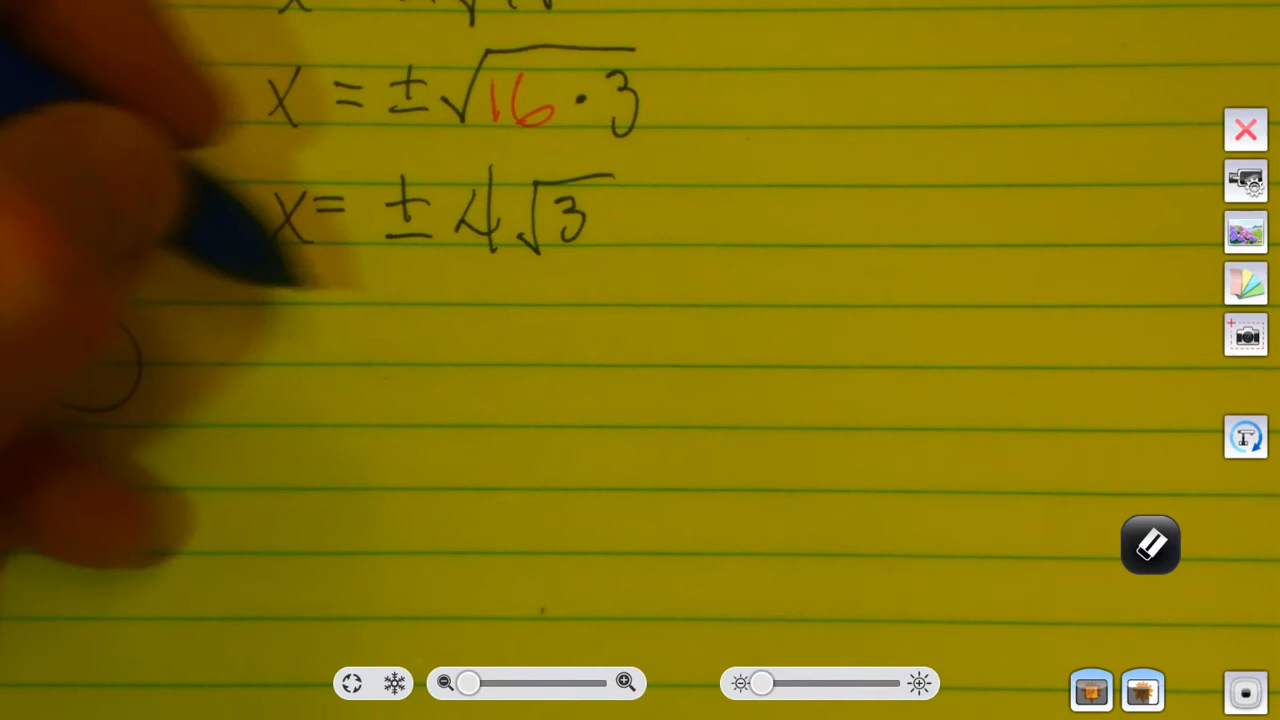 x = ±√16 · 3
x = ± 4√3